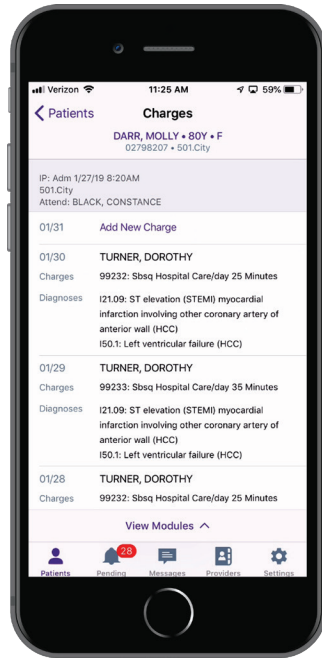 Verizon 11:25 AM 59%
Patients Charges
DARR, MOLLY • 80Y • F
02798207 • 501.City
IP: Adm 1/27/19 8:20AM
501.City
Attend: BLACK, CONSTANCE
01/31 Add New Charge
01/30 TURNER, DOROTHY
Charges 99232: Sbsq Hospital Care/day 25 Minutes
Diagnoses I21.09: ST elevation (STEMI) myocardial
infarction involving other coronary artery of
anterior wall (HCC)
I50.1: Left ventricular failure (HCC)
01/29 TURNER, DOROTHY
Charges 99233: Sbsq Hospital Care/day 35 Minutes
Diagnoses I21.09: ST elevation (STEMI) myocardial
infarction involving other coronary artery of
anterior wall (HCC)
I50.1: Left ventricular failure (HCC)
01/28 TURNER, DOROTHY
Charges 99232: Sbsq Hospital Care/day 25 Minutes
View Modules
28
Patients Pending Messages Providers Settings